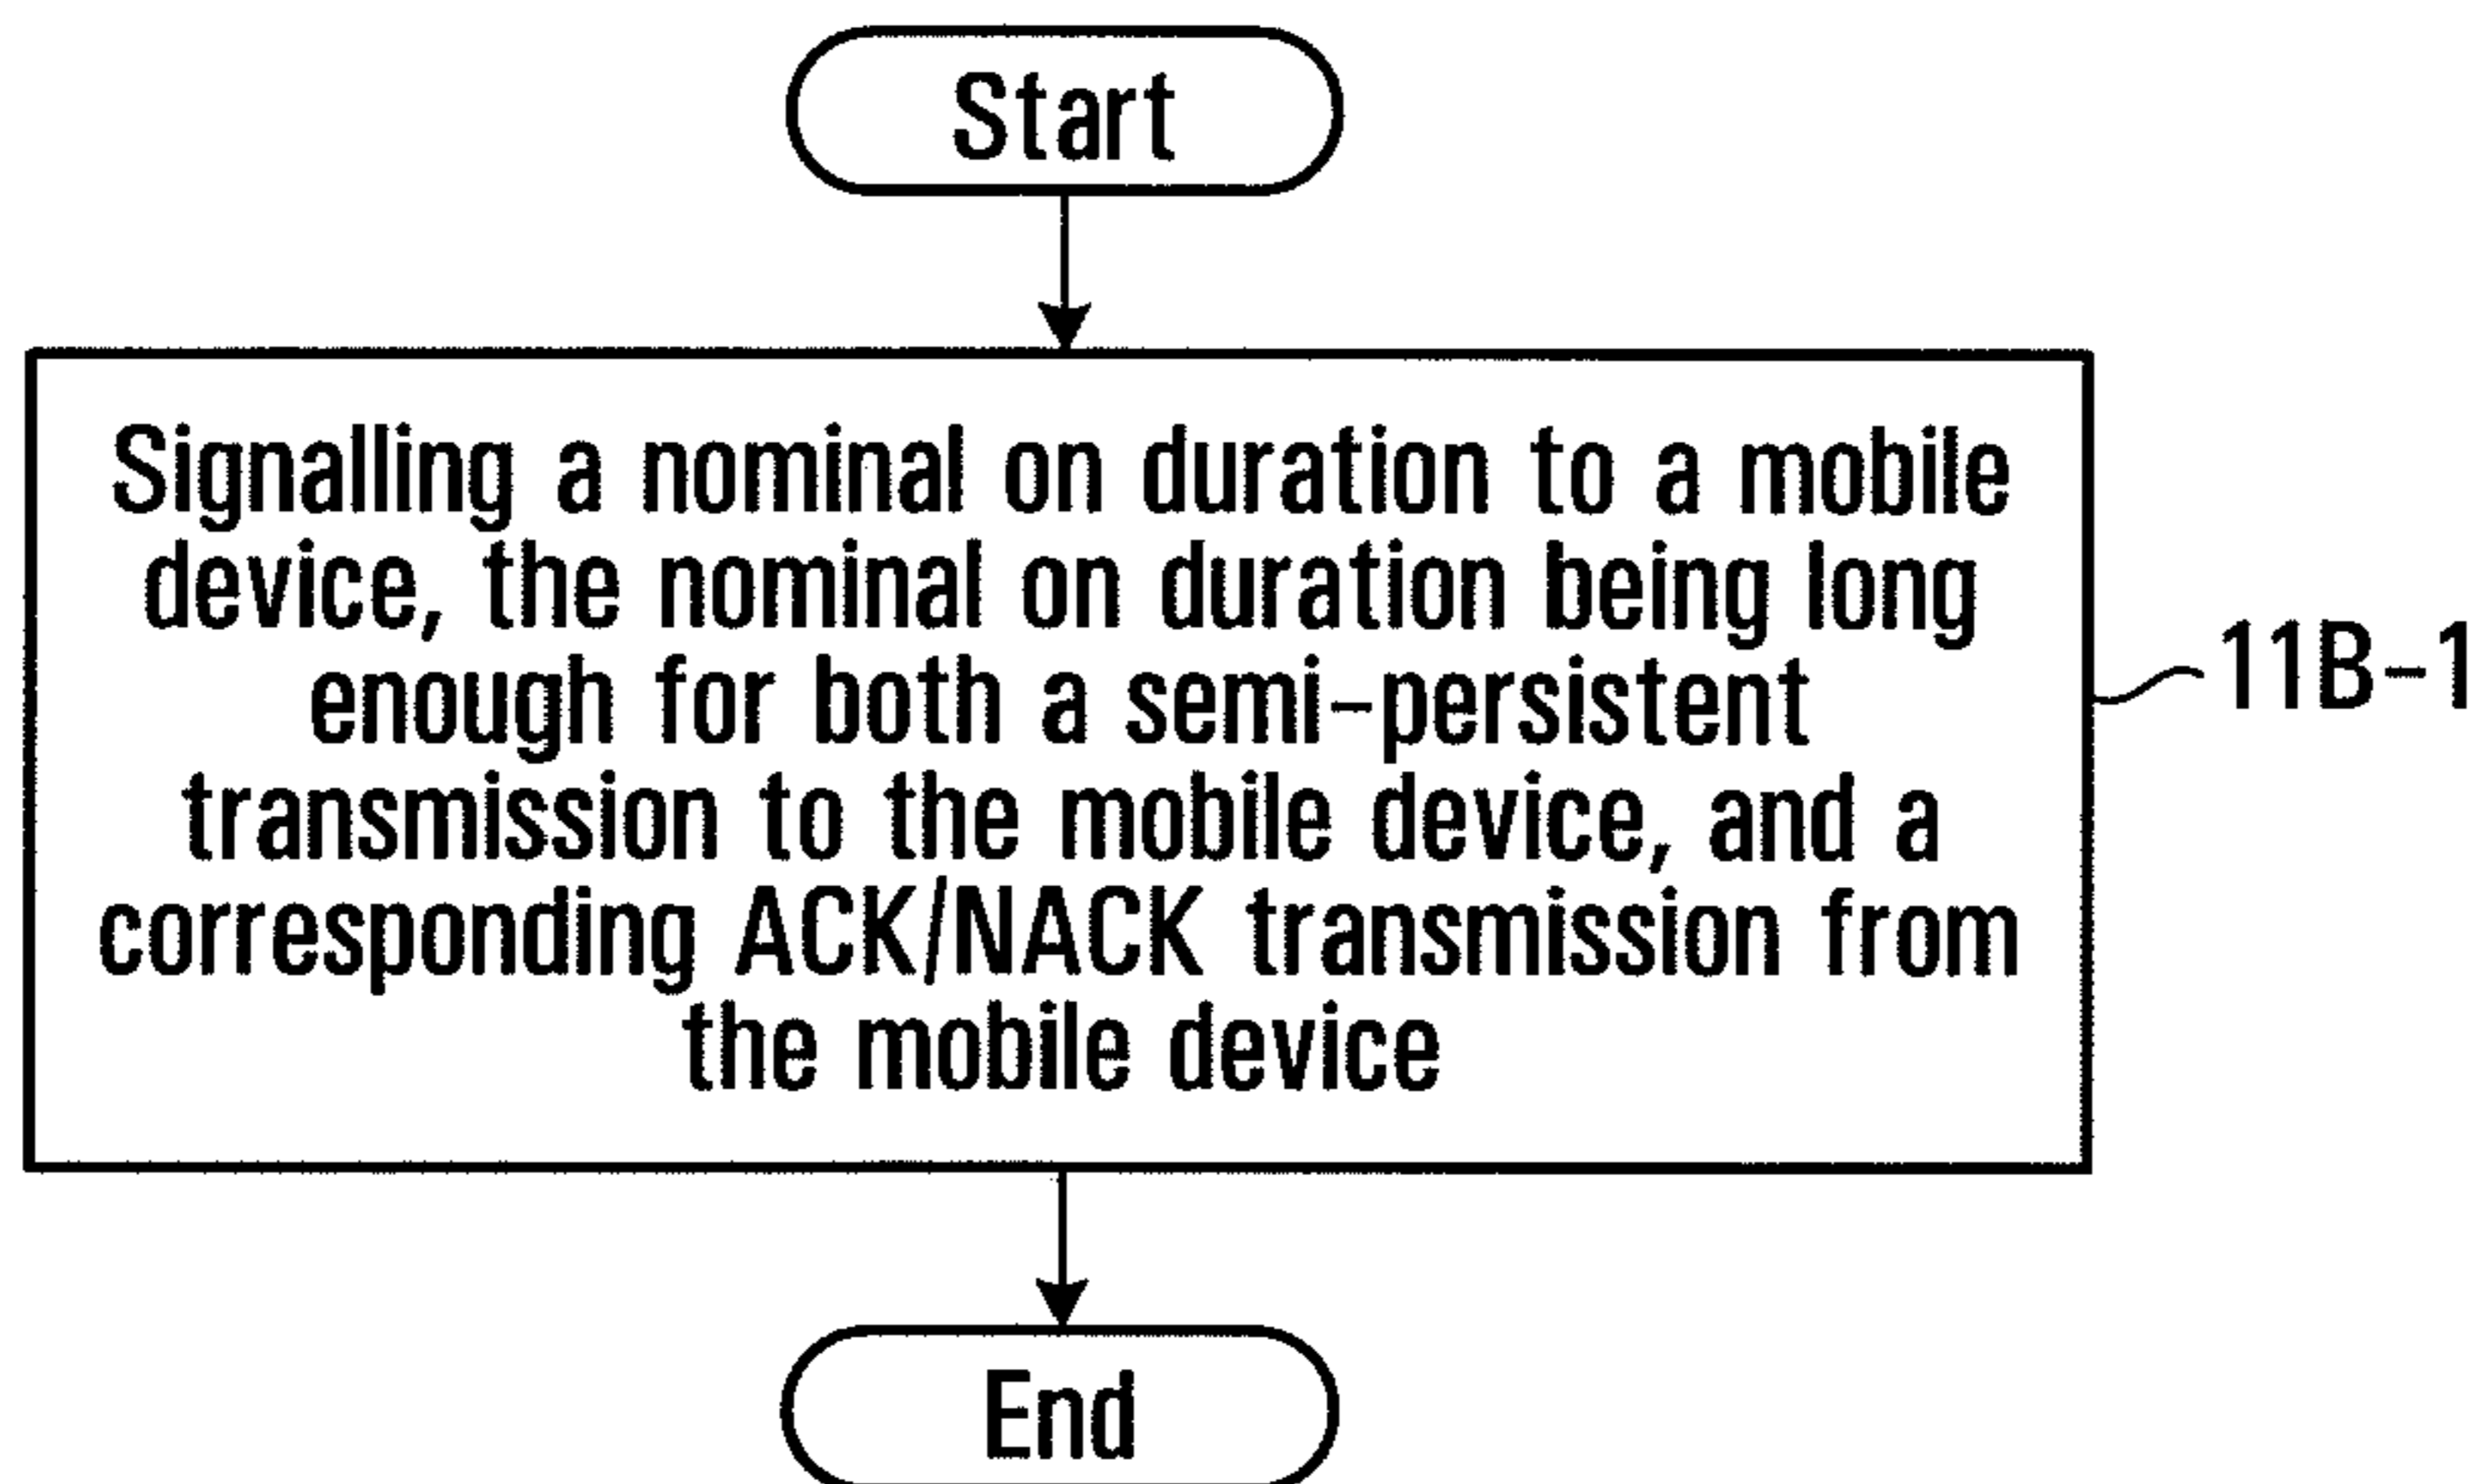 Start
Signalling a nominal on duration to a mobile
device, the nominal on duration being long
enough for both a semi-persistent
transmission to the mobile device, and a
corresponding ACK/NACK transmission from
the mobile device
11B-1
End